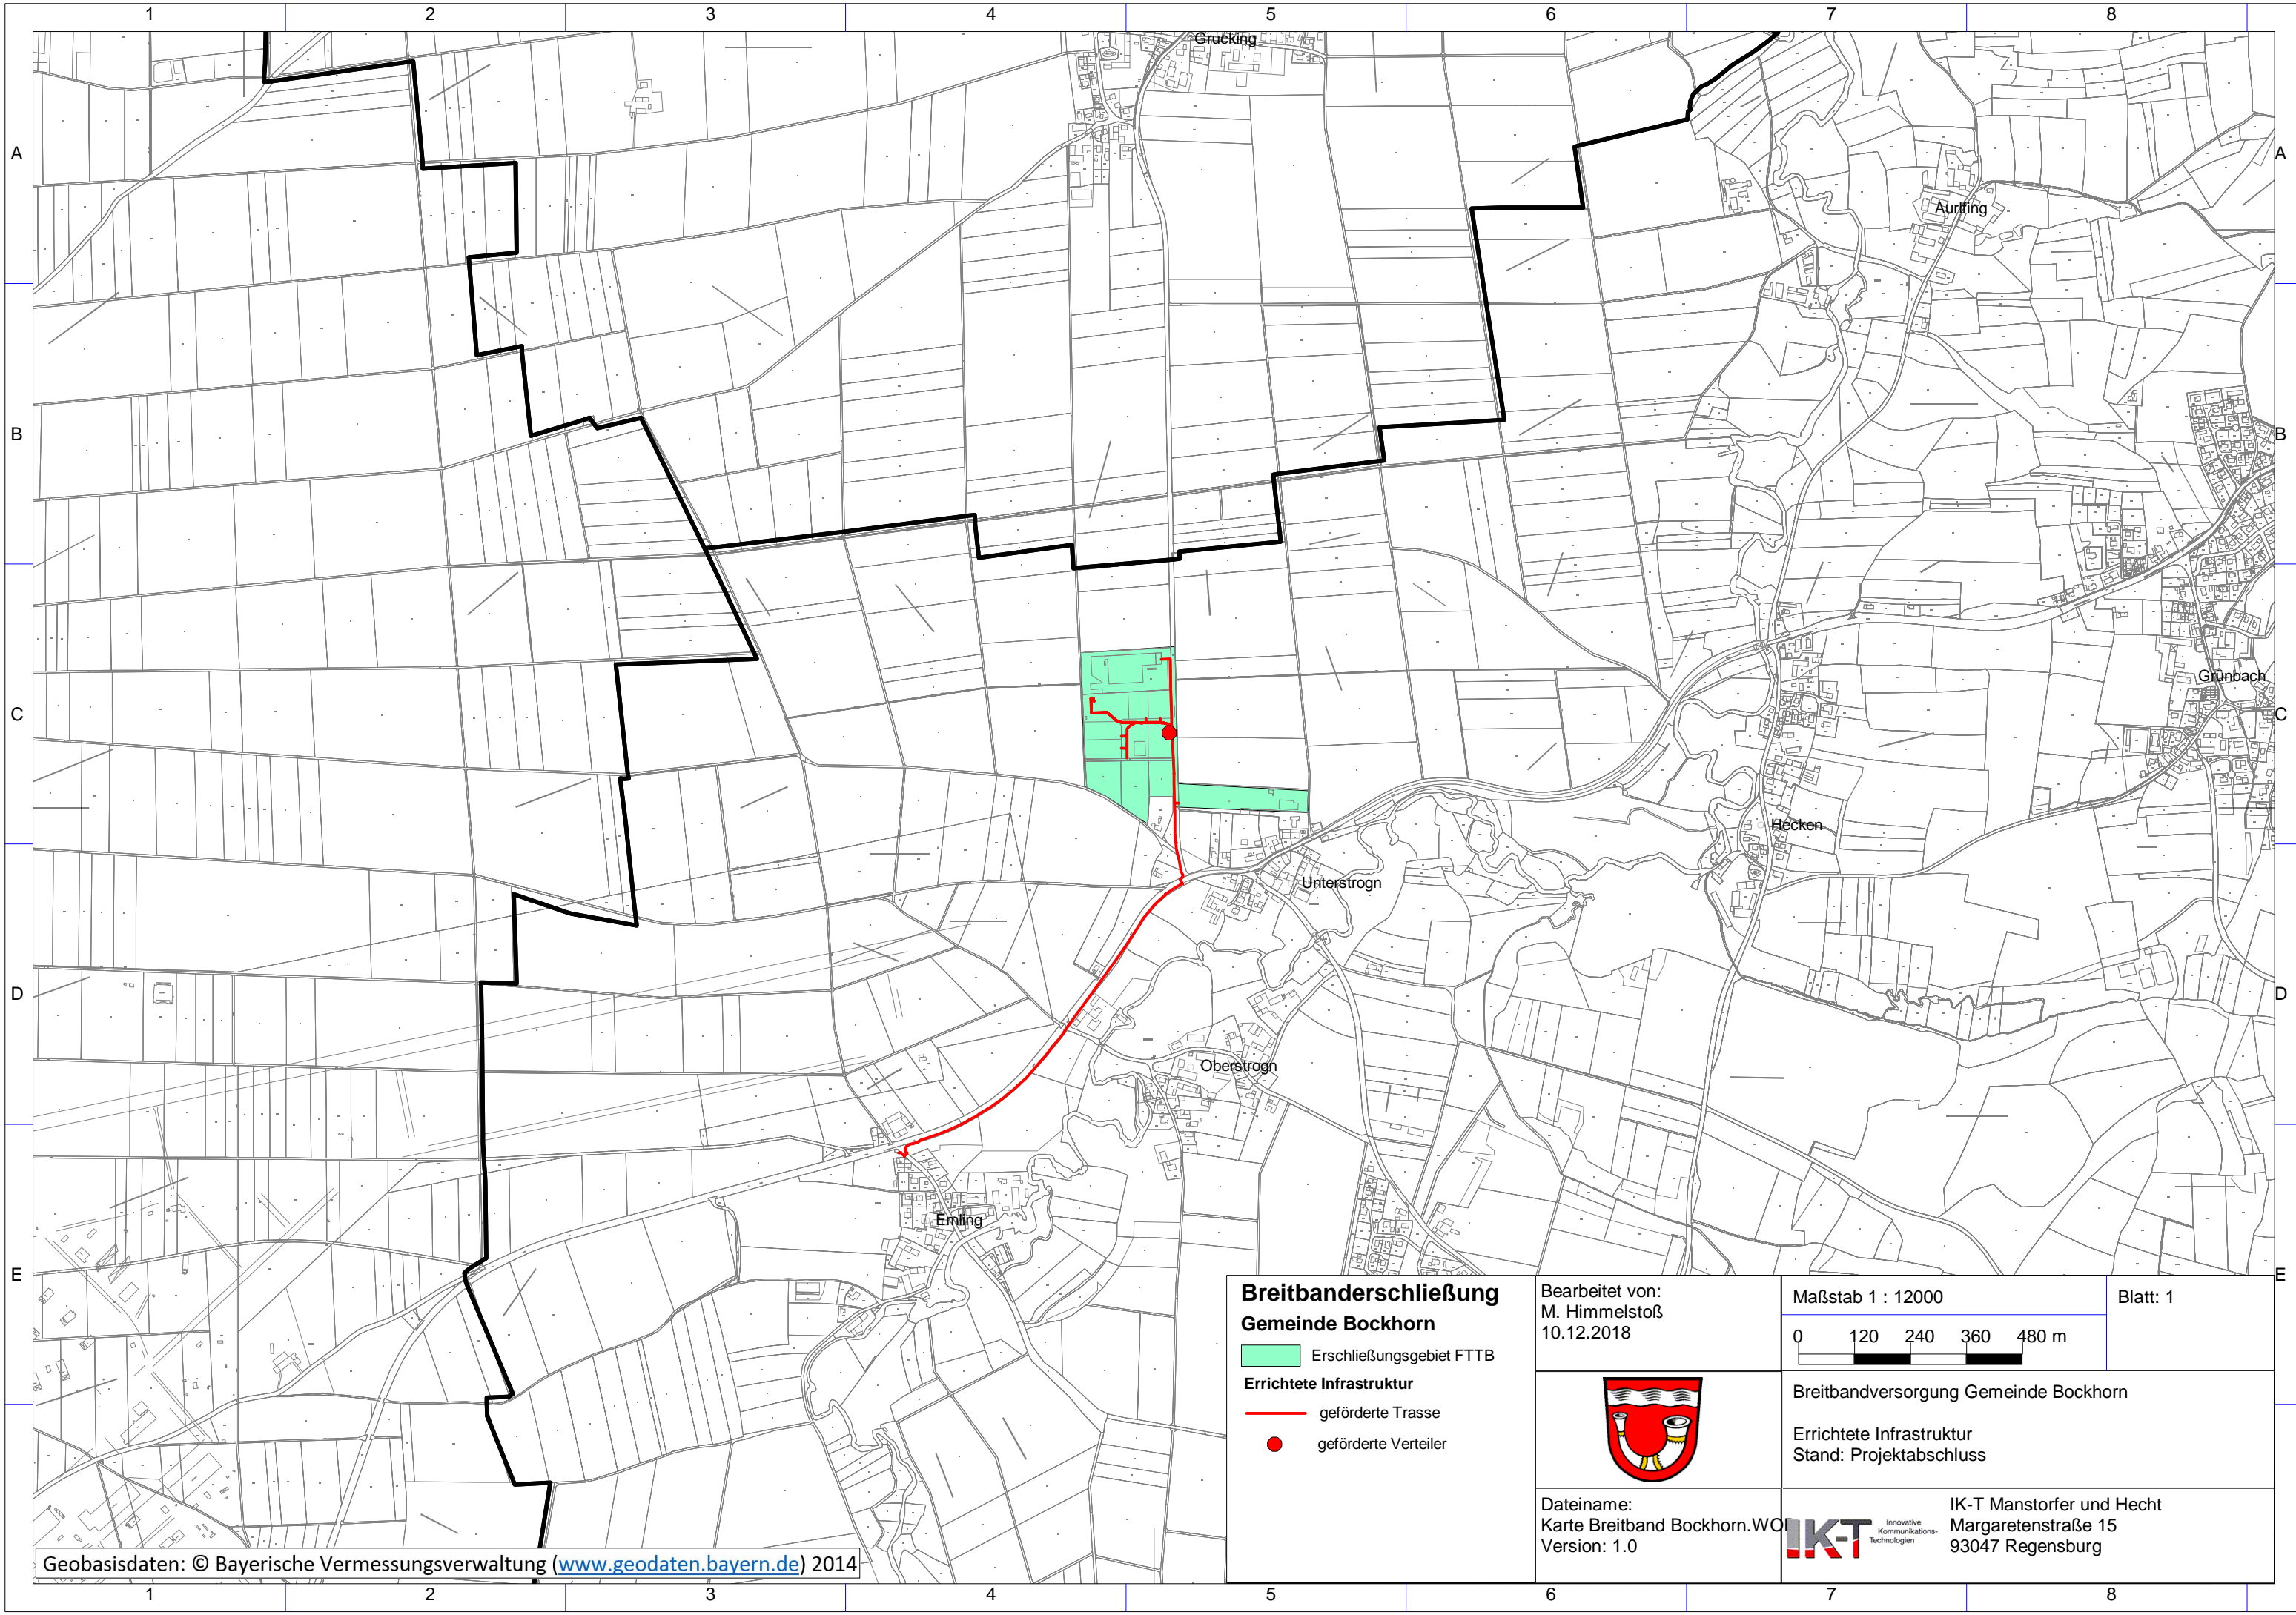 1 2 3 4 5 6 7 8
A A
B B
C C
D D
E E
Grucking
Aurlfing
Grünbach
Hecken
Unterstrogn
Oberstrogn
Emling
Breitbanderschließung
Gemeinde Bockhorn
Erschließungsgebiet FTTB
Errichtete Infrastruktur
geförderte Trasse
geförderte Verteiler
Bearbeitet von:
M. Himmelstoß
10.12.2018
Maßstab 1 : 12000
0 120 240 360 480 m
Blatt: 1
Breitbandversorgung Gemeinde Bockhorn
Errichtete Infrastruktur
Stand: Projektabschluss
Dateiname:
Karte Breitband Bockhorn.WO
Version: 1.0
IK-T
Innovative
Kommunikations-
Technologien
IK-T Manstorfer und Hecht
Margaretenstraße 15
93047 Regensburg
Geobasisdaten: © Bayerische Vermessungsverwaltung (www.geodaten.bayern.de) 2014
1 2 3 4 5 6 7 8